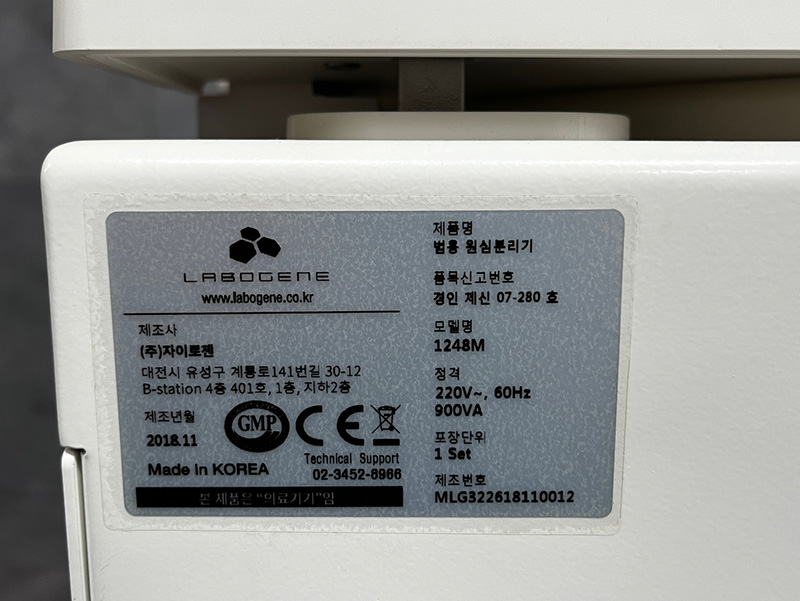 LABOGENE
www.labogene.co.kr
제조사
(주)자이로젠
대전시 유성구 계룡로141번길 30-12
B-station 4층 401호, 1층, 지하2층
제조년월
2018.11
GMP
CE
Made in KOREA
Technical Support
02-3452-8966
본 제품은 "의료기기"임
제품명
범용 원심분리기
품목신고번호
경인 제신 07-280 호
모델명
1248M
정격
220V~, 60Hz
900VA
포장단위
1 Set
제조번호
MLG322618110012